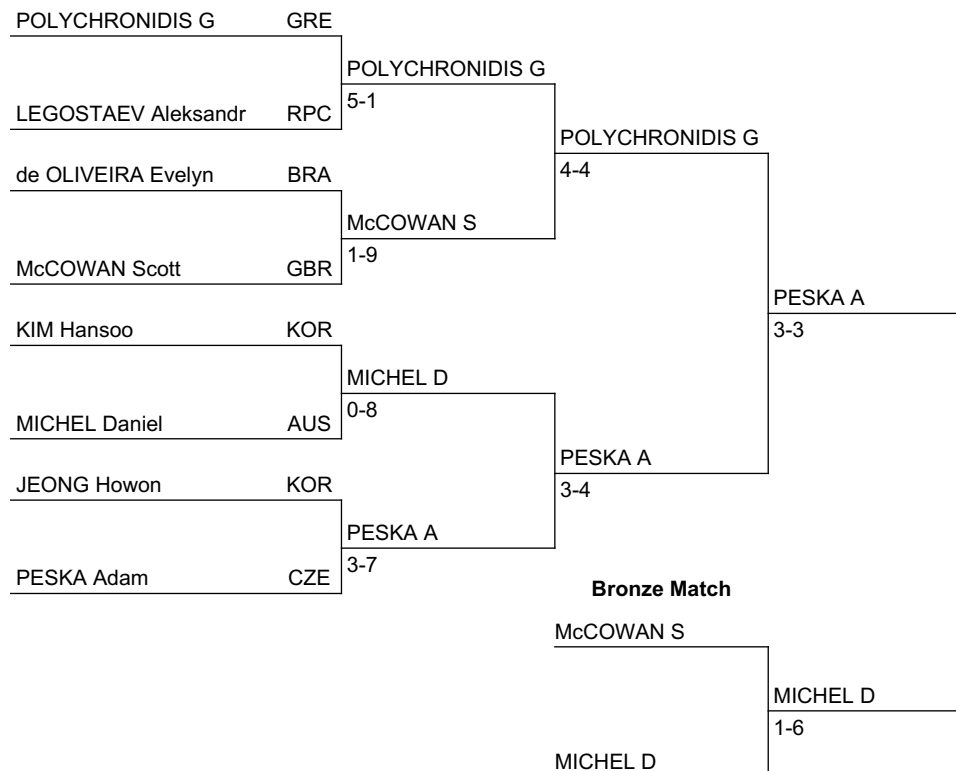 POLYCHRONIDIS G GRE
POLYCHRONIDIS G
5-1
LEGOSTAEV Aleksandr RPC
POLYCHRONIDIS G
4-4
de OLIVEIRA Evelyn BRA
McCOWAN S
1-9
McCOWAN Scott GBR
PESKA A
3-3
KIM Hansoo KOR
MICHEL D
0-8
MICHEL Daniel AUS
PESKA A
3-4
JEONG Howon KOR
PESKA A
3-7
PESKA Adam CZE
Bronze Match
McCOWAN S
MICHEL D
1-6
MICHEL D